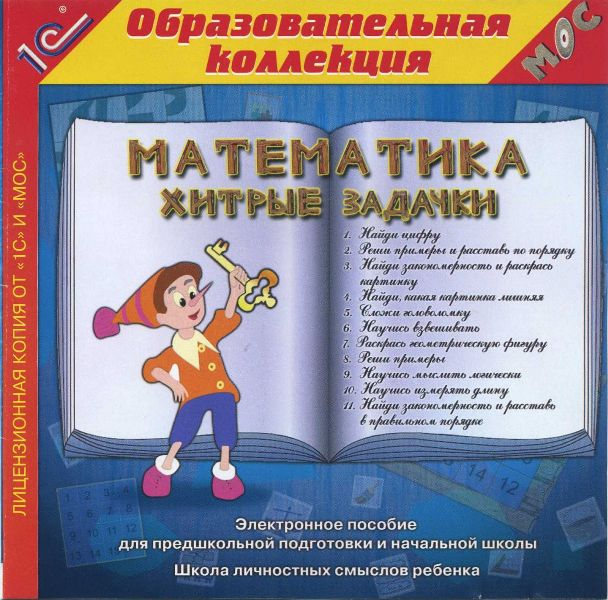 1С®
Образовательная
коллекция
МОС
ЛИЦЕНЗИОННАЯ КОПИЯ ОТ «1С» И «МОС»
МАТЕМАТИКА
ХИТРЫЕ ЗАДАЧКИ
1. Найди цифру
2. Реши примеры и расставь по порядку
3. Найди закономерность и раскрась
картинку
4. Найди, какая картинка лишняя
5. Сложи головоломку
6. Научись взвешивать
7. Раскрась геометрическую фигуру
8. Реши примеры
9. Научись мыслить логически
10. Научись измерять длину
11. Найди закономерность и расставь
в правильном порядке
Электронное пособие
для предшкольной подготовки и начальной школы
Школа личностных смыслов ребенка